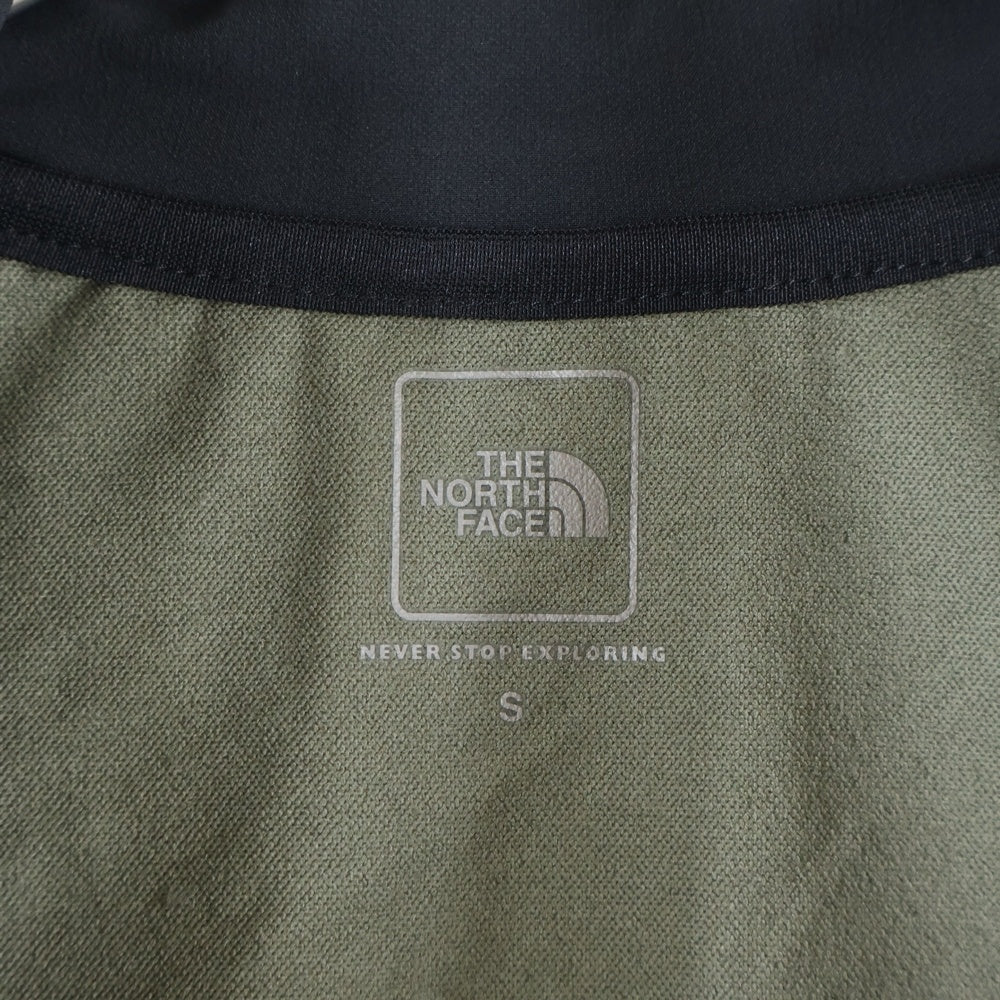 THE
NORTH
FACE
NEVER STOP EXPLORING
S